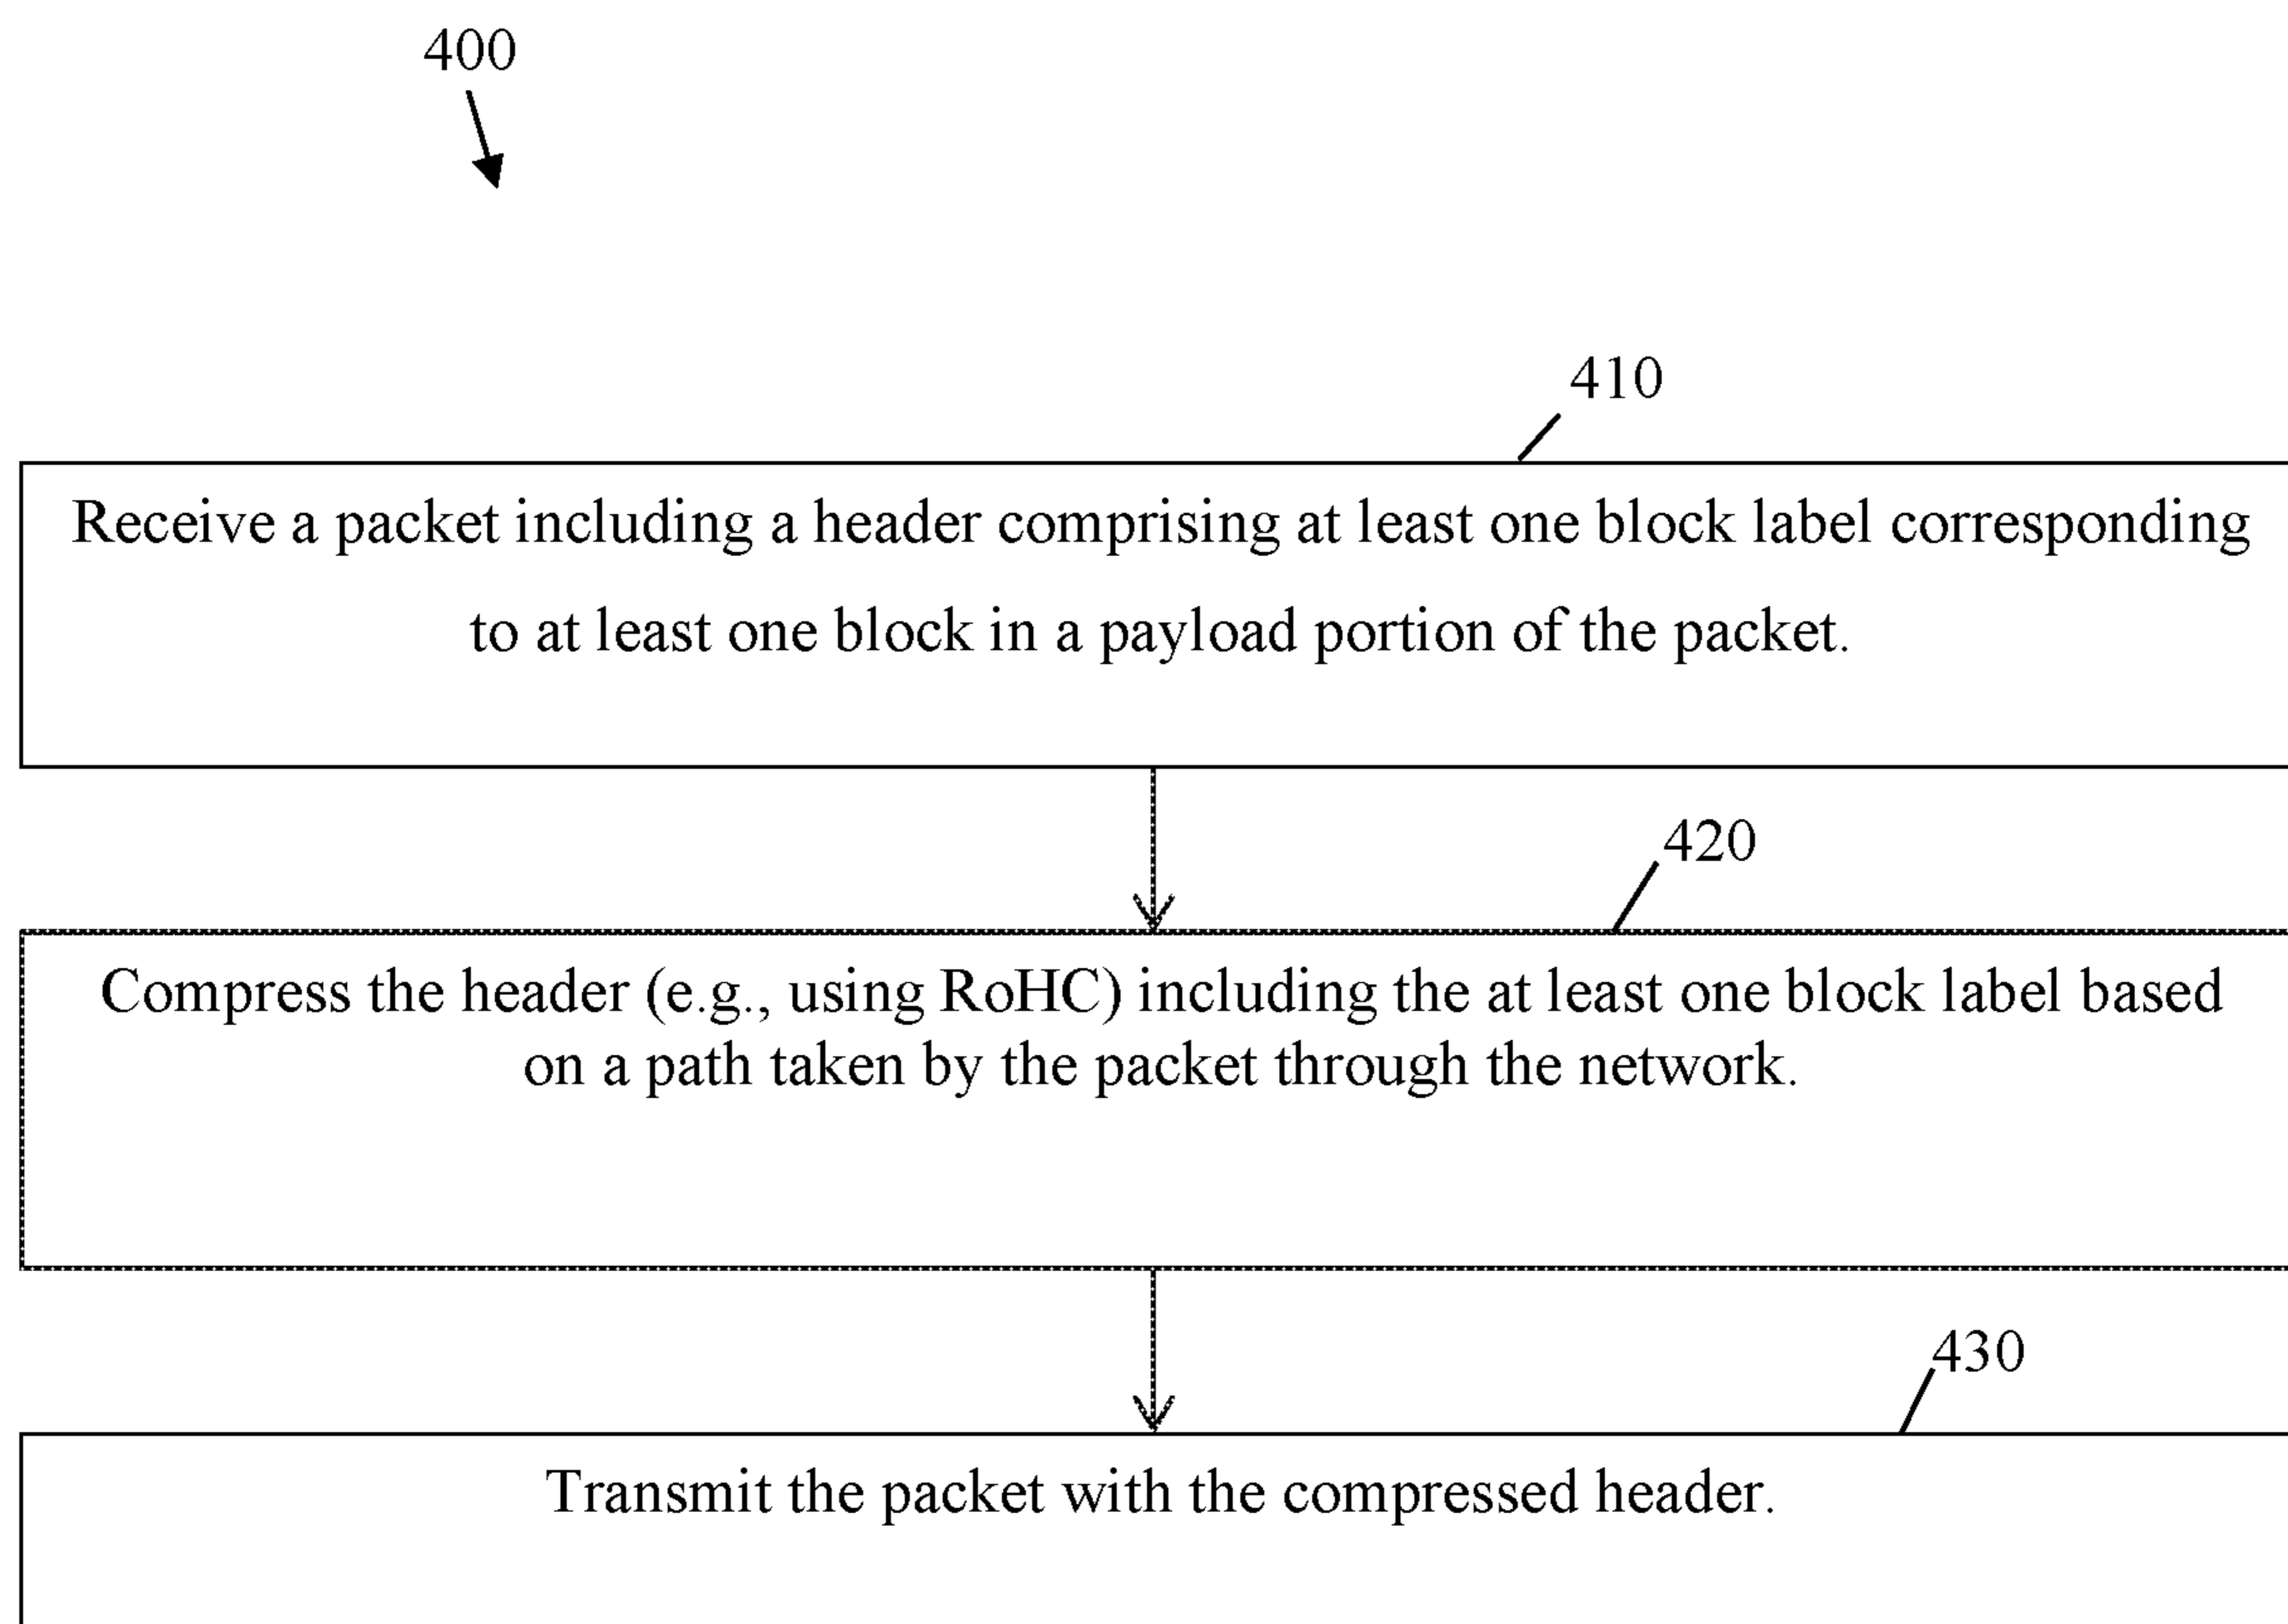 400
410
Receive a packet including a header comprising at least one block label corresponding
to at least one block in a payload portion of the packet.
420
Compress the header (e.g., using RoHC) including the at least one block label based
on a path taken by the packet through the network.
430
Transmit the packet with the compressed header.